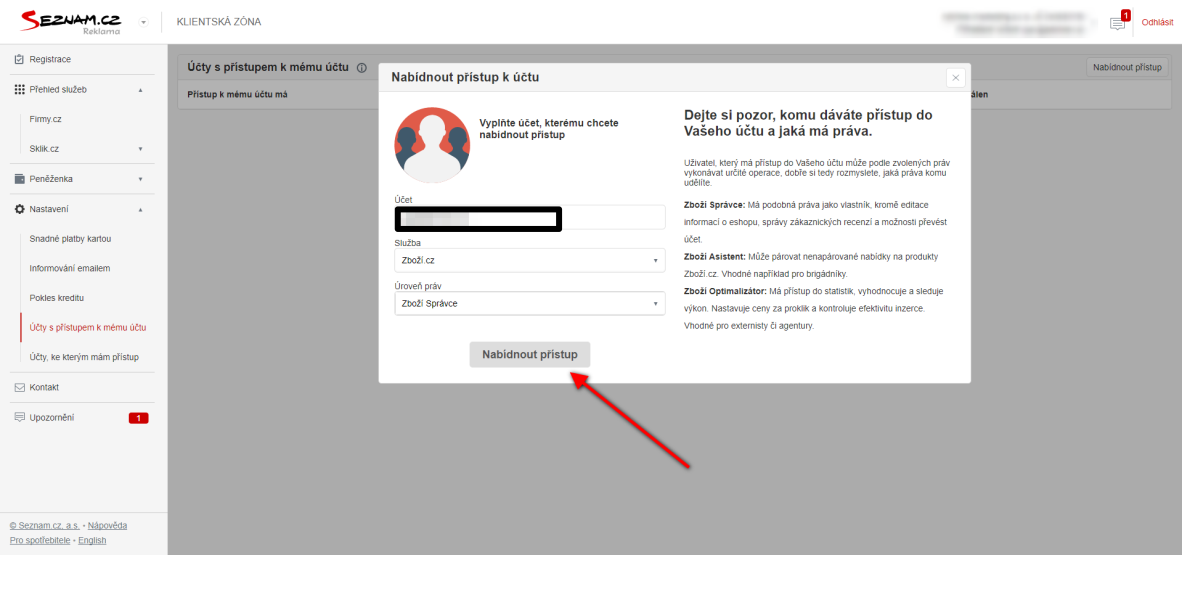 SEZNAM.CZ
Reklama
KLIENTSKÁ ZÓNA
1
Odhlásit
Registrace
Přehled služeb
Firmy.cz
Sklik.cz
Peněženka
Nastavení
Snadné platby kartou
Informování emailem
Pokles kreditu
Účty s přístupem k mému účtu
Účty, ke kterým mám přístup
Kontakt
Upozornění 1
© Seznam.cz, a.s. • Nápověda
Pro spotřebitele • English
Účty s přístupem k mému účtu
Nabídnout přístup
Přístup k mému účtu má
álen
Nabídnout přístup k účtu
Vyplňte účet, kterému chcete
nabídnout přístup
Účet
Služba
Zboží.cz
Úroveň práv
Zboží Správce
Nabídnout přístup
Dejte si pozor, komu dáváte přístup do
Vašeho účtu a jaká má práva.
Uživatel, který má přístup do Vašeho účtu může podle zvolených práv
vykonávat určité operace, dobře si tedy rozmyslete, jaká práva komu
udělíte.
Zboží Správce: Má podobná práva jako vlastník, kromě editace
informací o eshopu, správy zákaznických recenzí a možnosti převést
účet.
Zboží Asistent: Může párovat nenapárované nabídky na produkty
Zboží.cz. Vhodné například pro brigádníky.
Zboží Optimalizátor: Má přístup do statistik, vyhodnocuje a sleduje
výkon. Nastavuje ceny za proklik a kontroluje efektivitu inzerce.
Vhodné pro externisty či agentury.